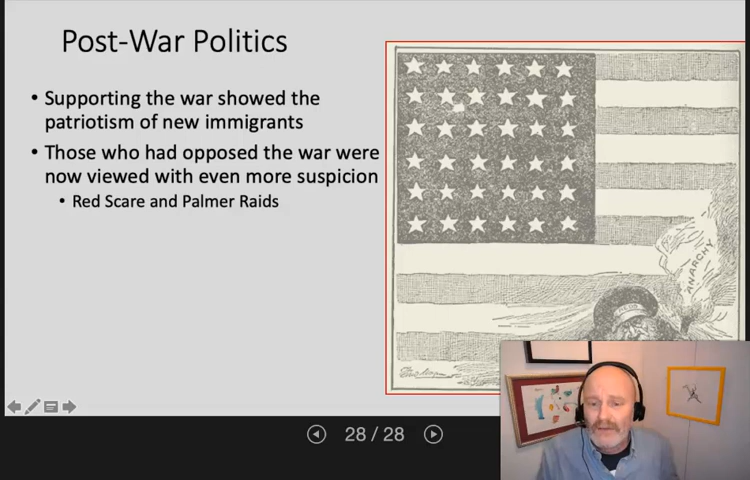 Post-War Politics
• Supporting the war showed the
patriotism of new immigrants
• Those who had opposed the war were
now viewed with even more suspicion
• Red Scare and Palmer Raids
ANARCHY
28 / 28